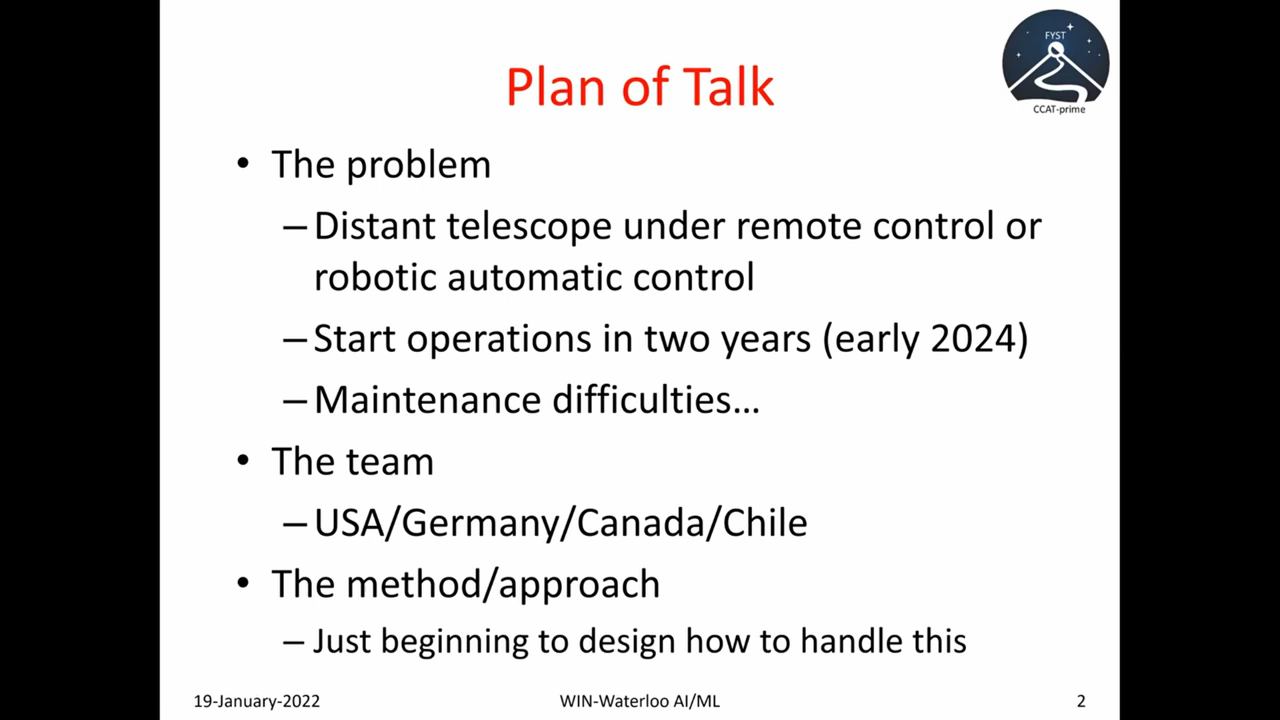 FYST
CCAT-prime
Plan of Talk
• The problem
– Distant telescope under remote control or
robotic automatic control
– Start operations in two years (early 2024)
– Maintenance difficulties…
• The team
– USA/Germany/Canada/Chile
• The method/approach
– Just beginning to design how to handle this
19-January-2022
WIN-Waterloo AI/ML
2